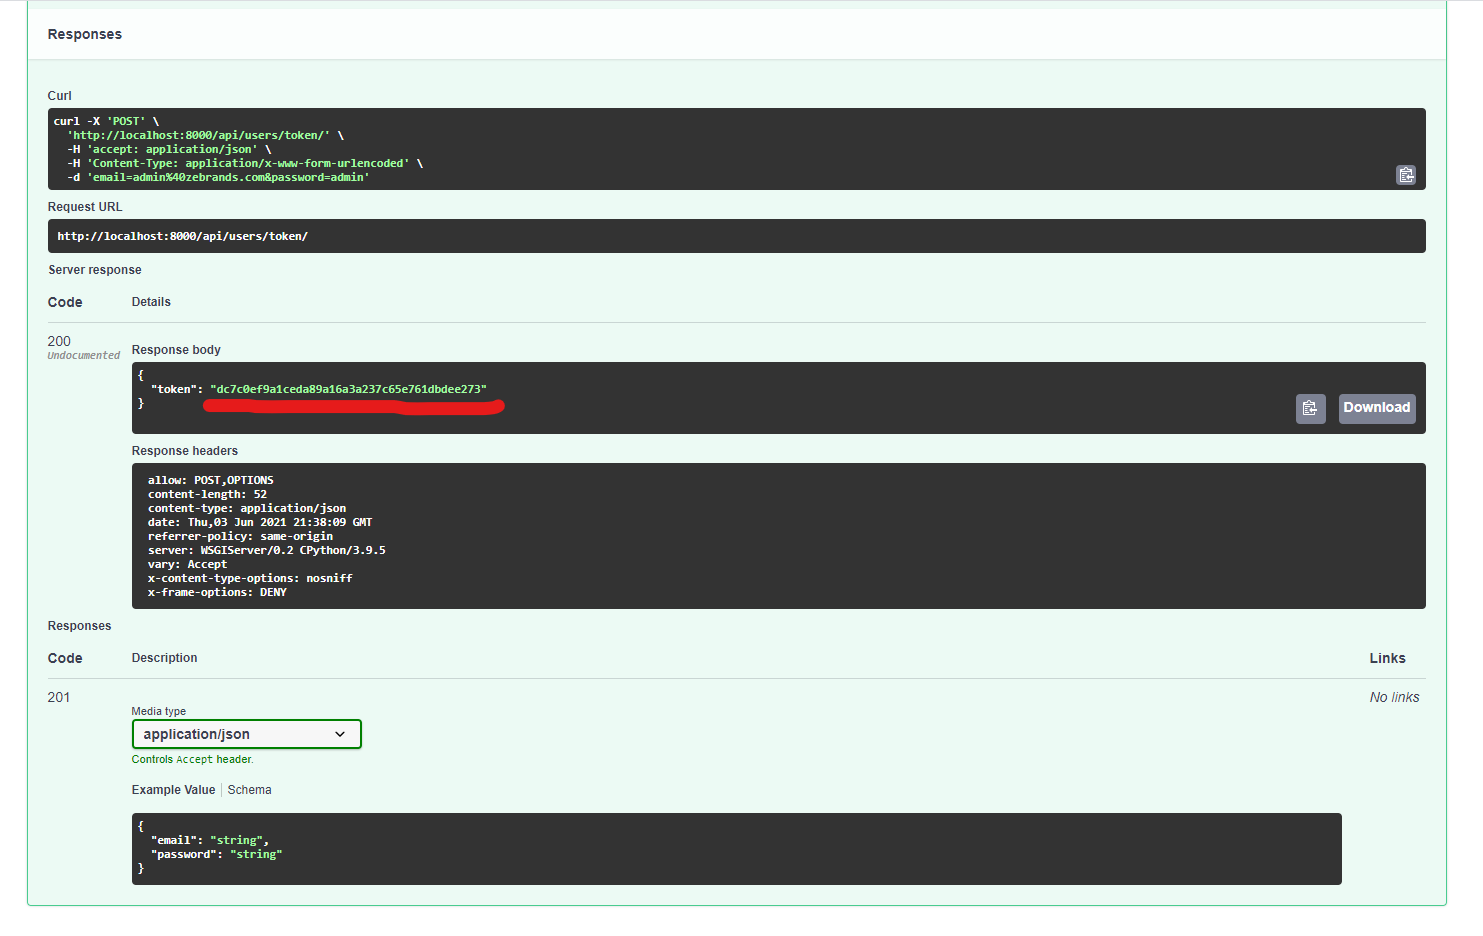 Responses
Curl
curl -X 'POST' \
'http://localhost:8000/api/users/token/' \
-H 'accept: application/json' \
-H 'Content-Type: application/x-www-form-urlencoded' \
-d 'email=admin%40zebrands.com&password=admin'
Request URL
http://localhost:8000/api/users/token/
Server response
Code Details
200
Undocumented
Response body
{
"token": "dc7c0ef9a1ceda89a16a3a237c65e761dbdee273"
}
Download
Response headers
allow: POST,OPTIONS
content-length: 52
content-type: application/json
date: Thu,03 Jun 2021 21:38:09 GMT
referrer-policy: same-origin
server: WSGIServer/0.2 CPython/3.9.5
vary: Accept
x-content-type-options: nosniff
x-frame-options: DENY
Responses
Code Description Links
201 No links
Media type
application/json
Controls Accept header.
Example Value Schema
{
"email": "string",
"password": "string"
}